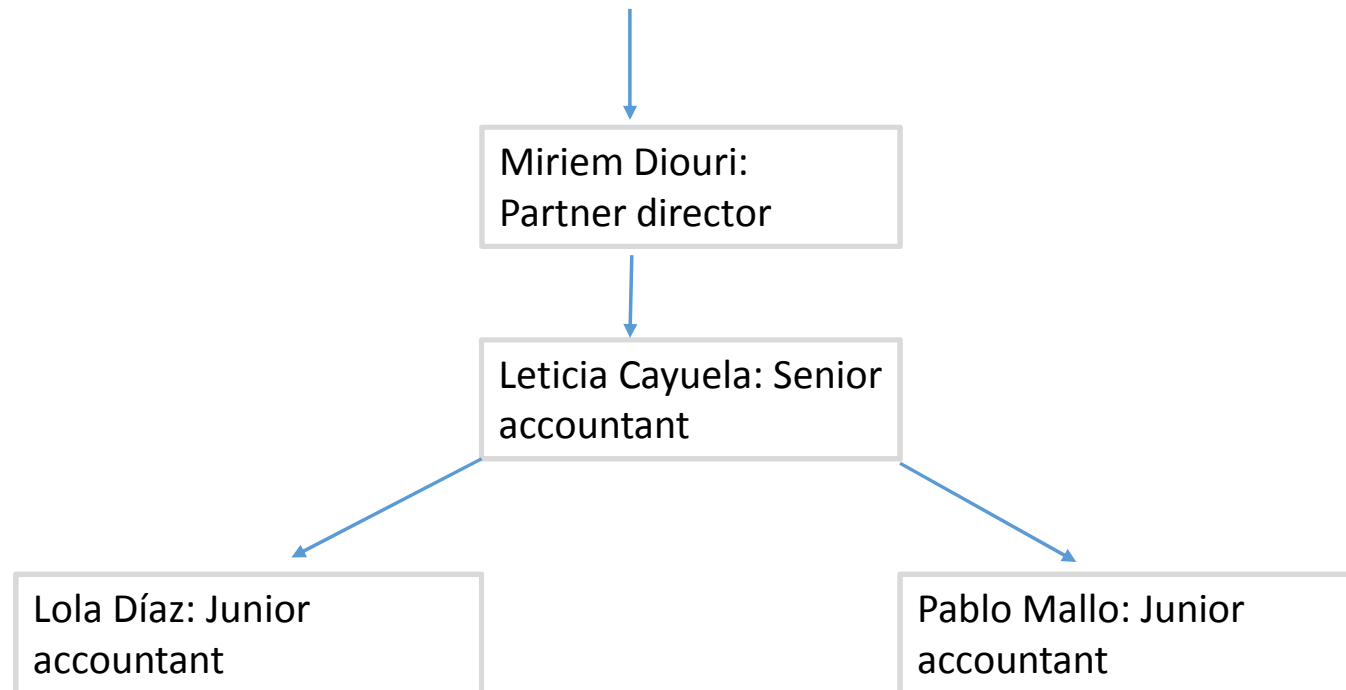 Miriem Diouri:
Partner director
Leticia Cayuela: Senior
accountant
Lola Díaz: Junior
accountant
Pablo Mallo: Junior
accountant